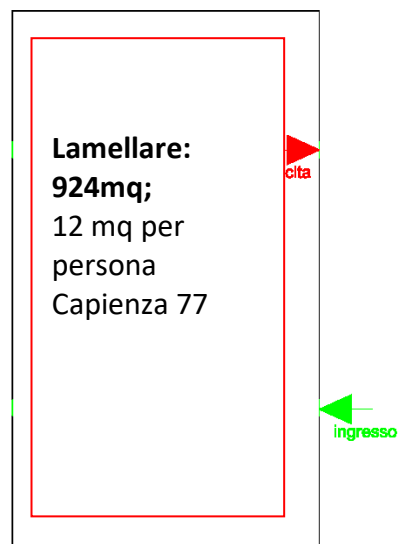 Lamellare:
924mq;
12 mq per
persona
Capienza 77
cita
ingresso